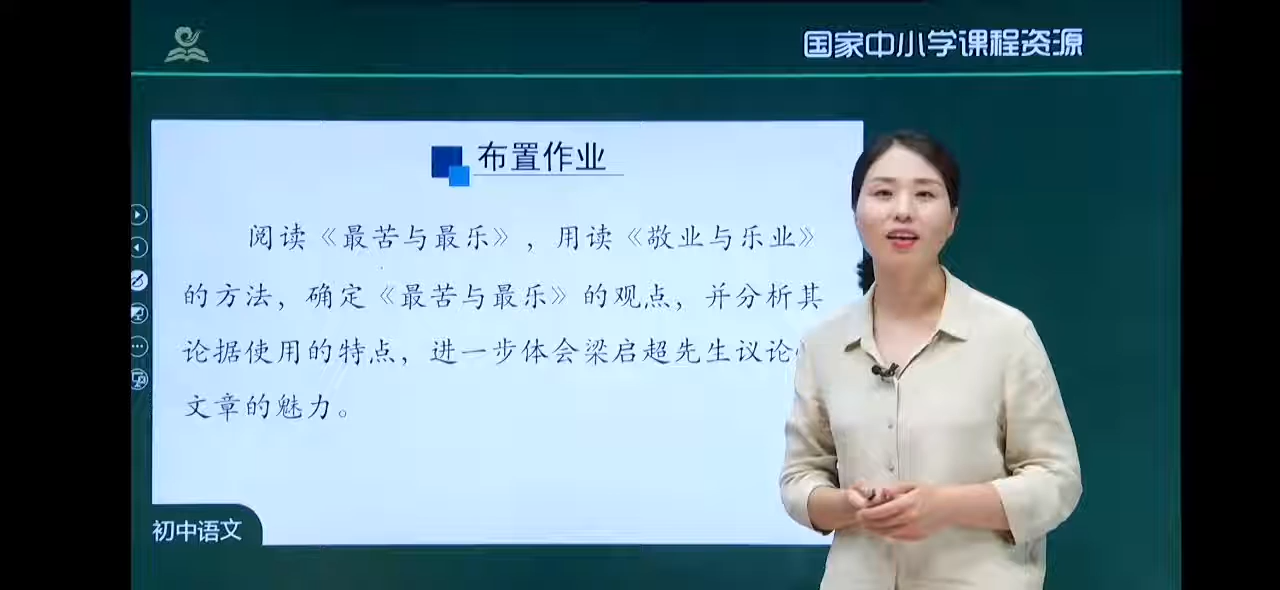 国家中小学课程资源
布置作业
阅读《最苦与最乐》，用读《敬业与乐业》
的方法，确定《最苦与最乐》的观点，并分析其
论据使用的特点，进一步体会梁启超先生议论
文章的魅力。
初中语文